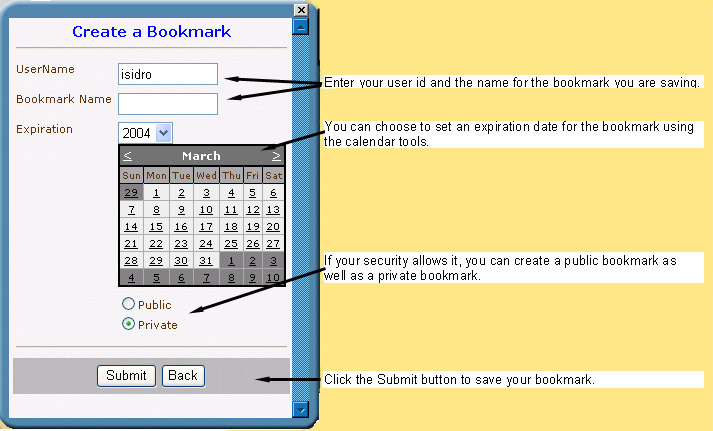 Create a Bookmark
UserName
isidro
Enter your user id and the name for the bookmark you are saving.
Bookmark Name
Expiration
2004
You can choose to set an expiration date for the bookmark using
the calendar tools.
< March >
Sun Mon Tue Wed Thu Fri Sat
29 1 2 3 4 5 6
7 8 9 10 11 12 13
14 15 16 17 18 19 20
21 22 23 24 25 26 27
28 29 30 31 1 2 3
4 5 6 7 8 9 10
If your security allows it, you can create a public bookmark as
well as a private bookmark.
Public
Private
Submit Back
Click the Submit button to save your bookmark.